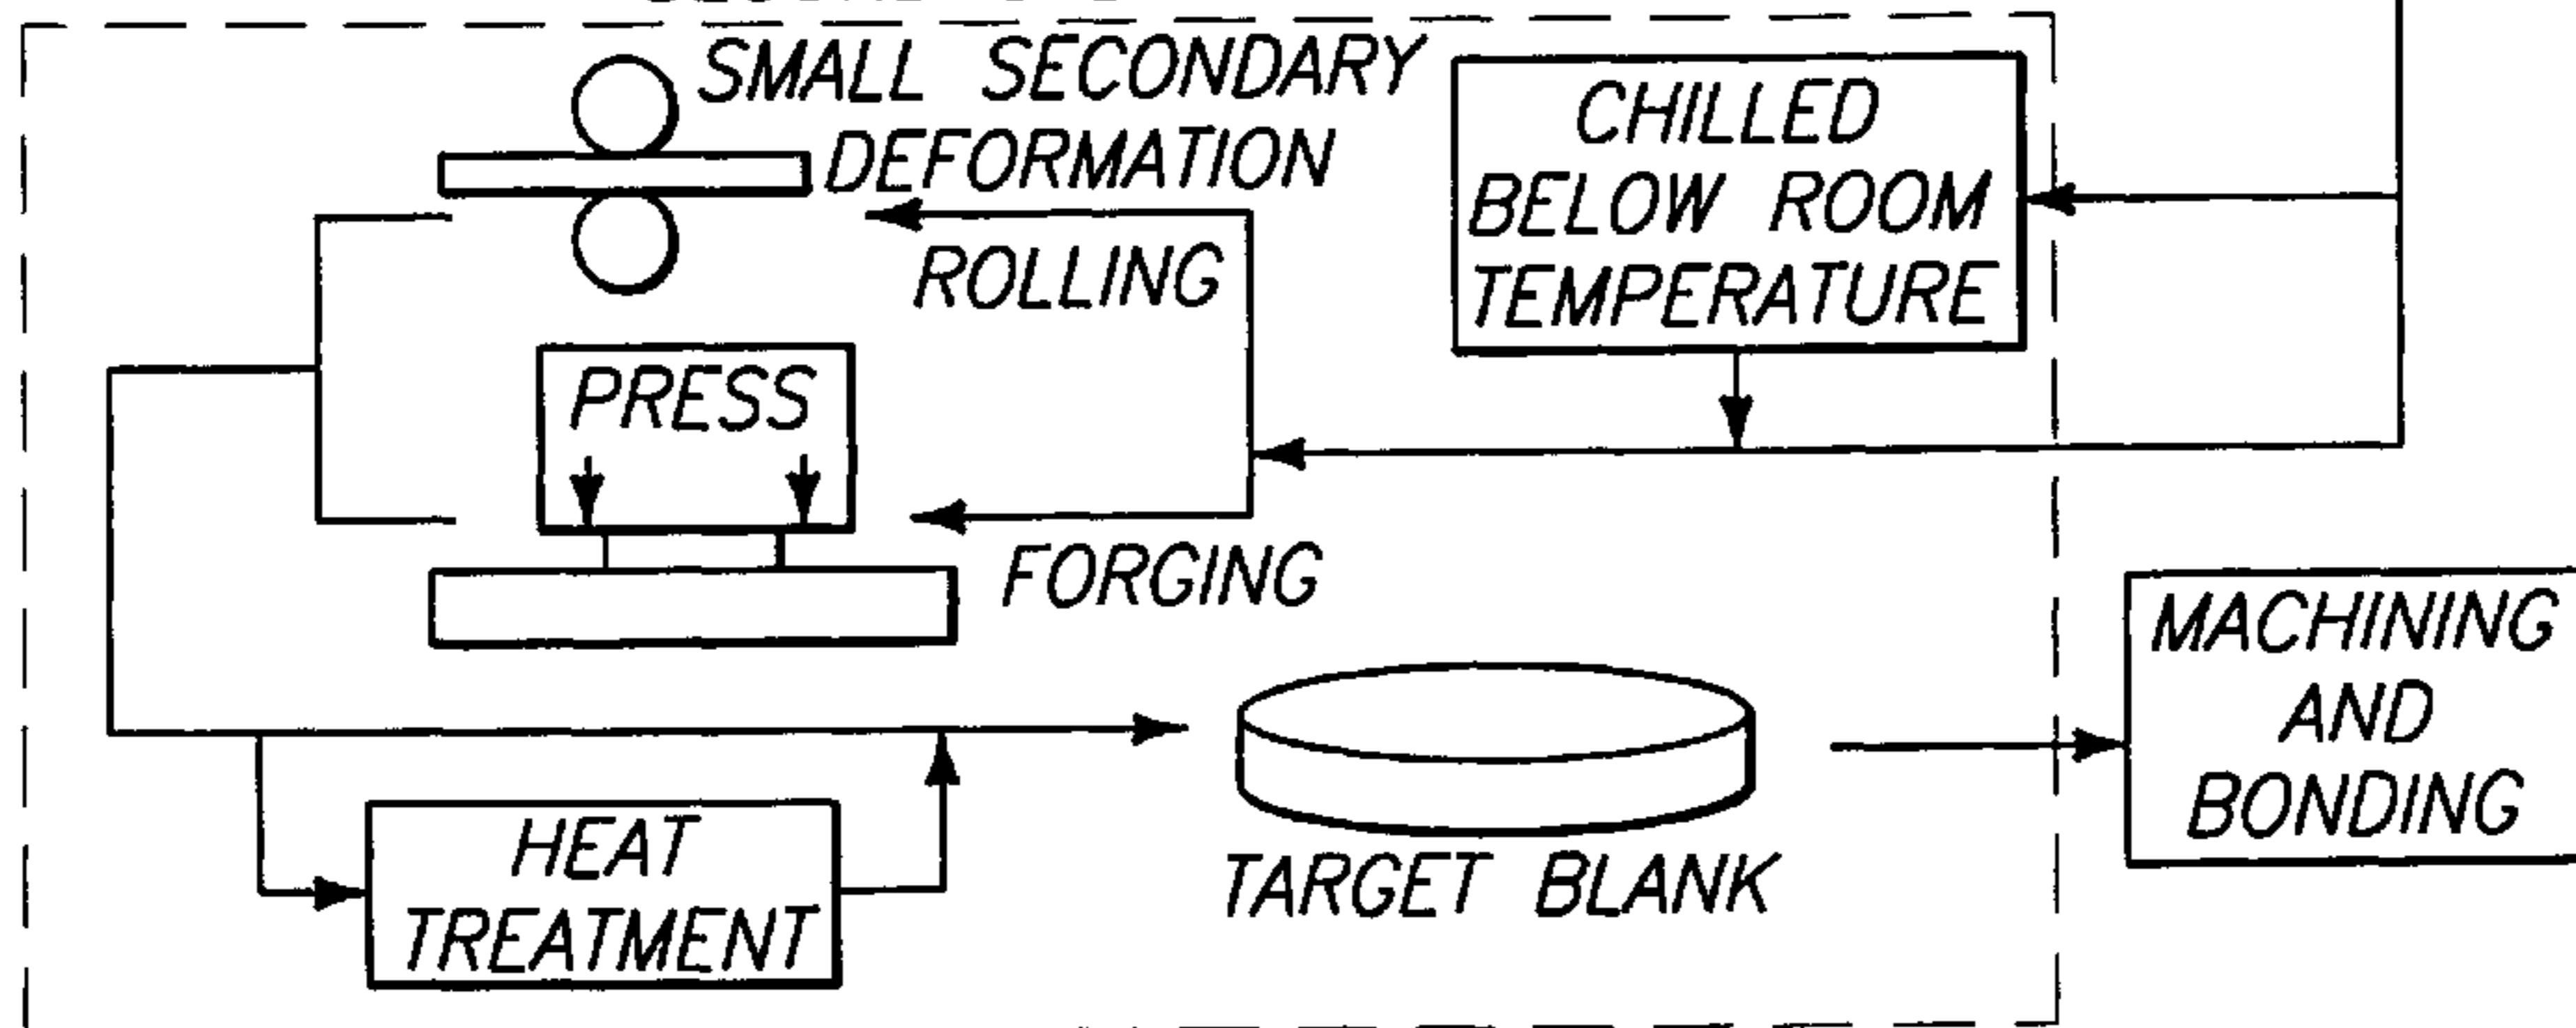 SMALL SECONDARY
DEFORMATION
ROLLING
CHILLED
BELOW ROOM
TEMPERATURE
PRESS
FORGING
MACHINING
AND
BONDING
HEAT
TREATMENT
TARGET BLANK